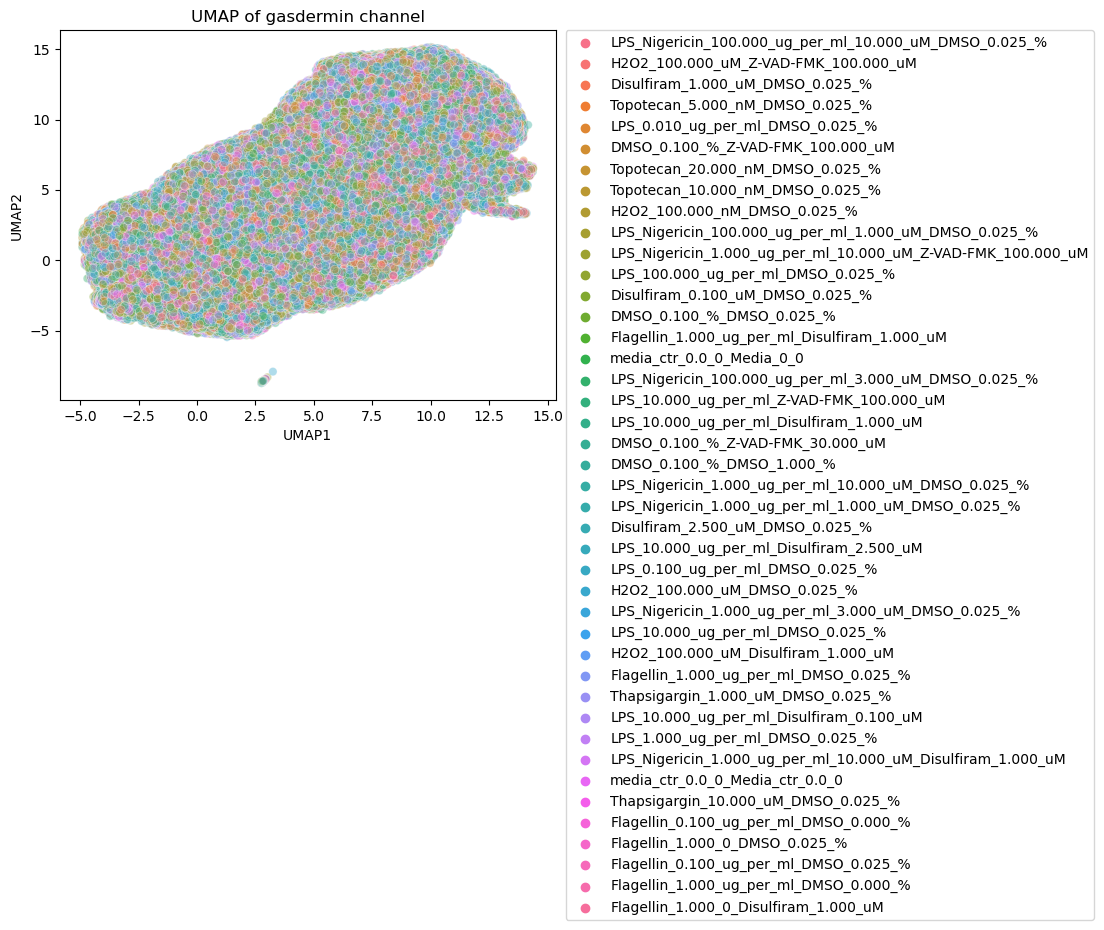 UMAP of gasdermin channel
15
10
5
0
−5
UMAP2
−5.0 −2.5 0.0 2.5 5.0 7.5 10.0 12.5 15.0
UMAP1
LPS_Nigericin_100.000_ug_per_ml_10.000_uM_DMSO_0.025_%
H2O2_100.000_uM_Z-VAD-FMK_100.000_uM
Disulfiram_1.000_uM_DMSO_0.025_%
Topotecan_5.000_nM_DMSO_0.025_%
LPS_0.010_ug_per_ml_DMSO_0.025_%
DMSO_0.100_%_Z-VAD-FMK_100.000_uM
Topotecan_20.000_nM_DMSO_0.025_%
Topotecan_10.000_nM_DMSO_0.025_%
H2O2_100.000_nM_DMSO_0.025_%
LPS_Nigericin_100.000_ug_per_ml_1.000_uM_DMSO_0.025_%
LPS_Nigericin_1.000_ug_per_ml_10.000_uM_Z-VAD-FMK_100.000_uM
LPS_100.000_ug_per_ml_DMSO_0.025_%
Disulfiram_0.100_uM_DMSO_0.025_%
DMSO_0.100_%_DMSO_0.025_%
Flagellin_1.000_ug_per_ml_Disulfiram_1.000_uM
media_ctr_0.0_0_Media_0_0
LPS_Nigericin_100.000_ug_per_ml_3.000_uM_DMSO_0.025_%
LPS_10.000_ug_per_ml_Z-VAD-FMK_100.000_uM
LPS_10.000_ug_per_ml_Disulfiram_1.000_uM
DMSO_0.100_%_Z-VAD-FMK_30.000_uM
DMSO_0.100_%_DMSO_1.000_%
LPS_Nigericin_1.000_ug_per_ml_10.000_uM_DMSO_0.025_%
LPS_Nigericin_1.000_ug_per_ml_1.000_uM_DMSO_0.025_%
Disulfiram_2.500_uM_DMSO_0.025_%
LPS_10.000_ug_per_ml_Disulfiram_2.500_uM
LPS_0.100_ug_per_ml_DMSO_0.025_%
H2O2_100.000_uM_DMSO_0.025_%
LPS_Nigericin_1.000_ug_per_ml_3.000_uM_DMSO_0.025_%
LPS_10.000_ug_per_ml_DMSO_0.025_%
H2O2_100.000_uM_Disulfiram_1.000_uM
Flagellin_1.000_ug_per_ml_DMSO_0.025_%
Thapsigargin_1.000_uM_DMSO_0.025_%
LPS_10.000_ug_per_ml_Disulfiram_0.100_uM
LPS_1.000_ug_per_ml_DMSO_0.025_%
LPS_Nigericin_1.000_ug_per_ml_10.000_uM_Disulfiram_1.000_uM
media_ctr_0.0_0_Media_ctr_0.0_0
Thapsigargin_10.000_uM_DMSO_0.025_%
Flagellin_0.100_ug_per_ml_DMSO_0.000_%
Flagellin_1.000_0_DMSO_0.025_%
Flagellin_0.100_ug_per_ml_DMSO_0.025_%
Flagellin_1.000_ug_per_ml_DMSO_0.000_%
Flagellin_1.000_0_Disulfiram_1.000_uM